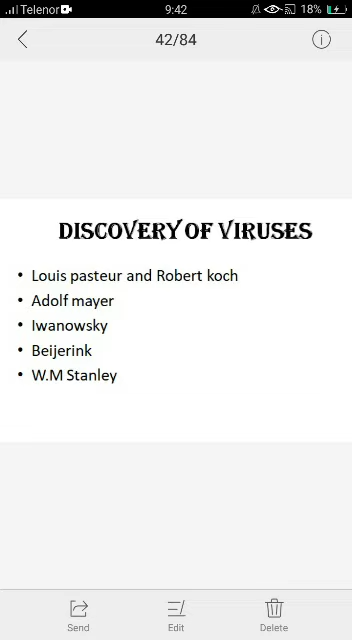 Telenor 9:42 18%
42/84
DISCOVERY OF VIRUSES
• Louis pasteur and Robert koch
• Adolf mayer
• Iwanowsky
• Beijerink
• W.M Stanley
Send Edit Delete